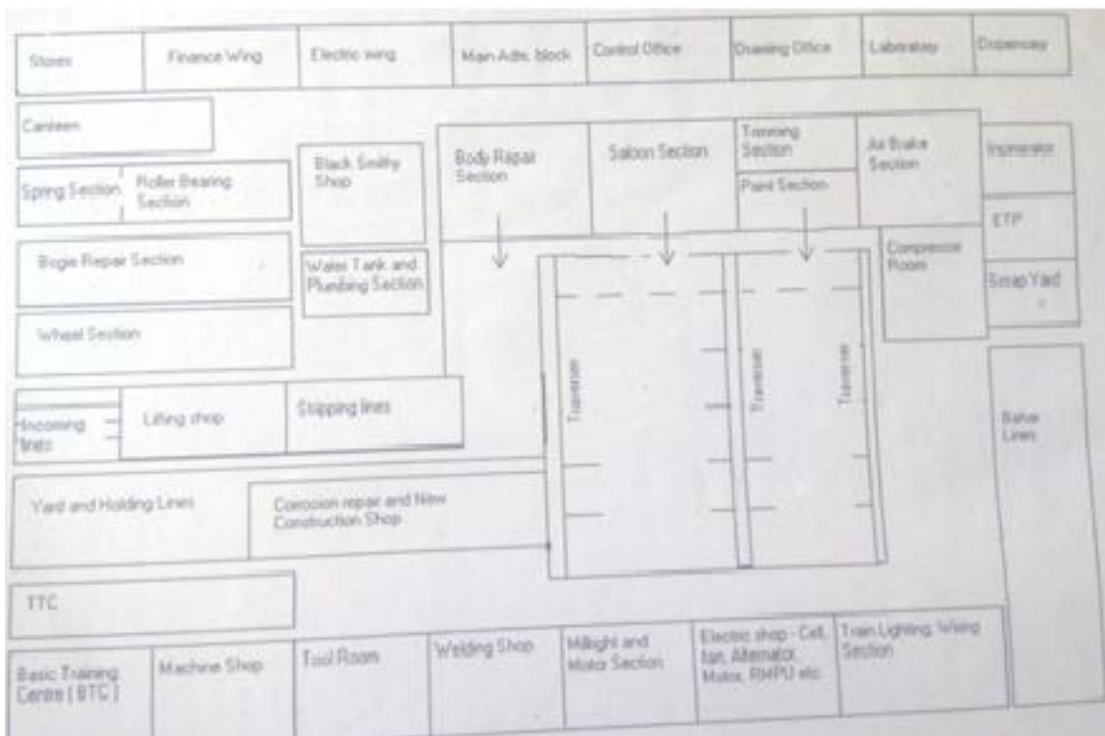 Stores
Finance Wing
Electric wing
Main Adm. block
Control Office
Drawing Office
Laboratory
Dispensary
Canteen
Spring Section
Roller Bearing
Section
Black Smithy
Shop
Body Repair
Section
Saloon Section
Trimming
Section
Paint Section
Air Brake
Section
Incinerator
ETP
Scrap Yard
Bogie Repair Section
Water Tank and
Plumbing Section
Compressor
Room
Wheel Section
Traverser
Traverser
Traverser
Incoming
lines
Lifting shop
Stripping lines
Yard and Holding Lines
Corrosion repair and New
Construction Shop
Lines
TTC
Basic Training
Centre ( BTC )
Machine Shop
Tool Room
Welding Shop
Millwright and
Motor Section
Electric shop - Cell,
fan, Alternator,
Motor, RMPU etc.
Train Lighting, Wiring
Section